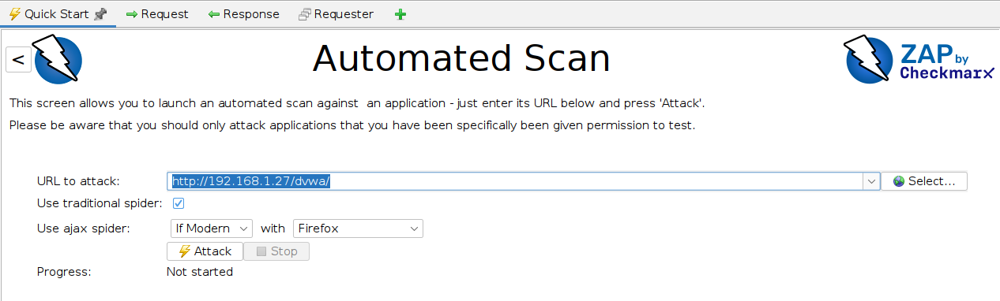 Quick Start Request Response Requester
< Automated Scan ZAP by Checkmarx
This screen allows you to launch an automated scan against  an application - just enter its URL below and press 'Attack'.
Please be aware that you should only attack applications that you have been specifically been given permission to test.
URL to attack: http://192.168.1.27/dvwa/ Select...
Use traditional spider:
Use ajax spider: If Modern with Firefox
Attack Stop
Progress: Not started